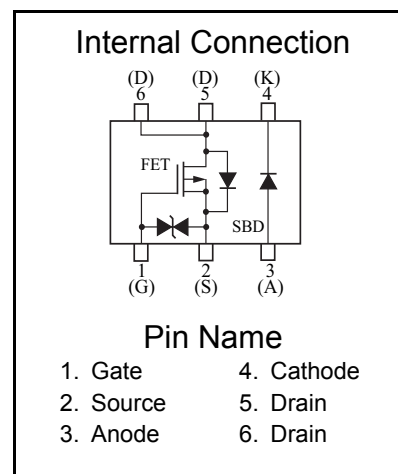 Internal Connection
(D) (D) (K)
6 5 4
FET
SBD
1 2 3
(G) (S) (A)
Pin Name
1. Gate 4. Cathode
2. Source 5. Drain
3. Anode 6. Drain